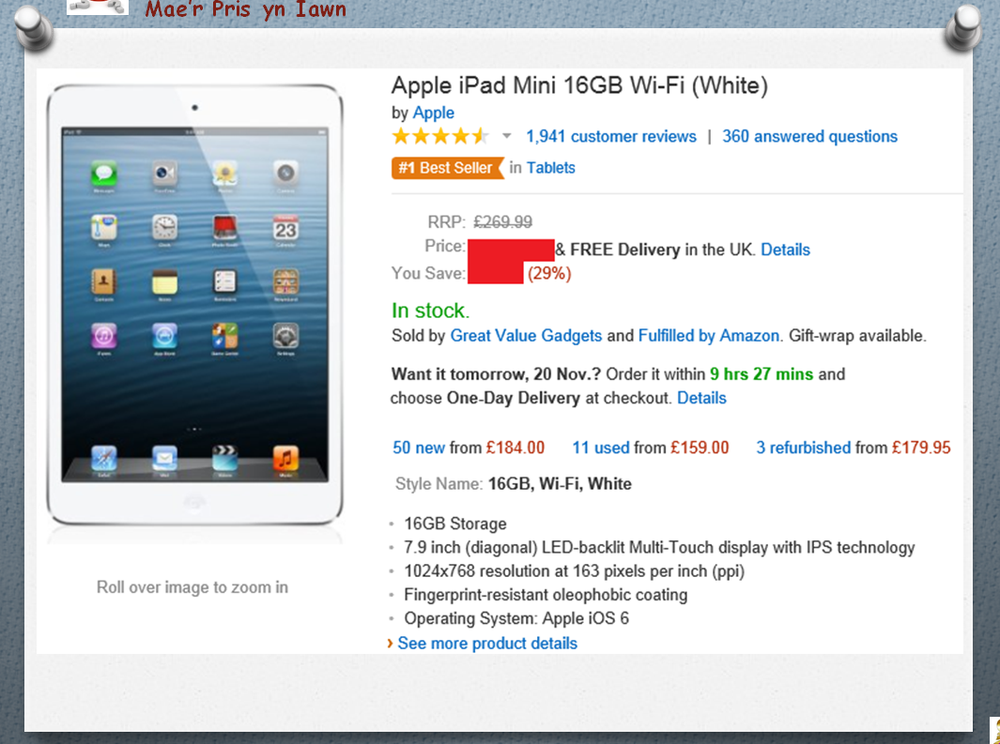 Mae'r Pris yn Iawn
Apple iPad Mini 16GB Wi-Fi (White)
by Apple
1,941 customer reviews | 360 answered questions
#1 Best Seller in Tablets
RRP: £269.99
Price: & FREE Delivery in the UK. Details
You Save: (29%)
In stock.
Sold by Great Value Gadgets and Fulfilled by Amazon. Gift-wrap available.
Want it tomorrow, 20 Nov.? Order it within 9 hrs 27 mins and
choose One-Day Delivery at checkout. Details
50 new from £184.00 11 used from £159.00 3 refurbished from £179.95
Style Name: 16GB, Wi-Fi, White
• 16GB Storage
• 7.9 inch (diagonal) LED-backlit Multi-Touch display with IPS technology
• 1024x768 resolution at 163 pixels per inch (ppi)
• Fingerprint-resistant oleophobic coating
• Operating System: Apple iOS 6
› See more product details
23
Roll over image to zoom in